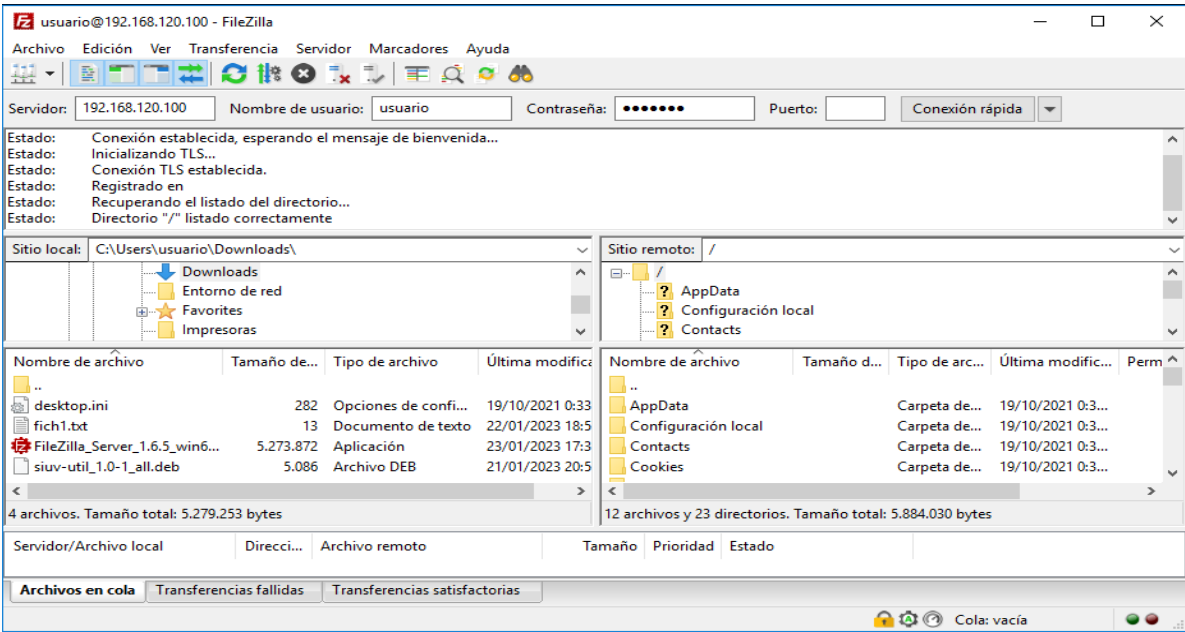 usuario@192.168.120.100 - FileZilla
Archivo Edición Ver Transferencia Servidor Marcadores Ayuda
Servidor: 192.168.120.100 Nombre de usuario: usuario Contraseña: ●●●●●●● Puerto: Conexión rápida
Estado: Conexión establecida, esperando el mensaje de bienvenida...
Estado: Inicializando TLS...
Estado: Conexión TLS establecida.
Estado: Registrado en
Estado: Recuperando el listado del directorio...
Estado: Directorio "/" listado correctamente
Sitio local: C:\Users\usuario\Downloads\
Downloads
Entorno de red
Favorites
Impresoras
Nombre de archivo Tamaño de... Tipo de archivo Última modifica
..
desktop.ini 282 Opciones de confi... 19/10/2021 0:33
fich1.txt 13 Documento de texto 22/01/2023 18:5
FileZilla_Server_1.6.5_win6... 5.273.872 Aplicación 23/01/2023 17:3
siuv-util_1.0-1_all.deb 5.086 Archivo DEB 21/01/2023 20:5
4 archivos. Tamaño total: 5.279.253 bytes
Sitio remoto: /
/
AppData
Configuración local
Contacts
Nombre de archivo Tamaño d... Tipo de arc... Última modific... Perm
..
AppData Carpeta de... 19/10/2021 0:3...
Configuración local Carpeta de... 19/10/2021 0:3...
Contacts Carpeta de... 19/10/2021 0:3...
Cookies Carpeta de... 19/10/2021 0:3...
12 archivos y 23 directorios. Tamaño total: 5.884.030 bytes
Servidor/Archivo local Direcci... Archivo remoto Tamaño Prioridad Estado
Archivos en cola Transferencias fallidas Transferencias satisfactorias
Cola: vacía